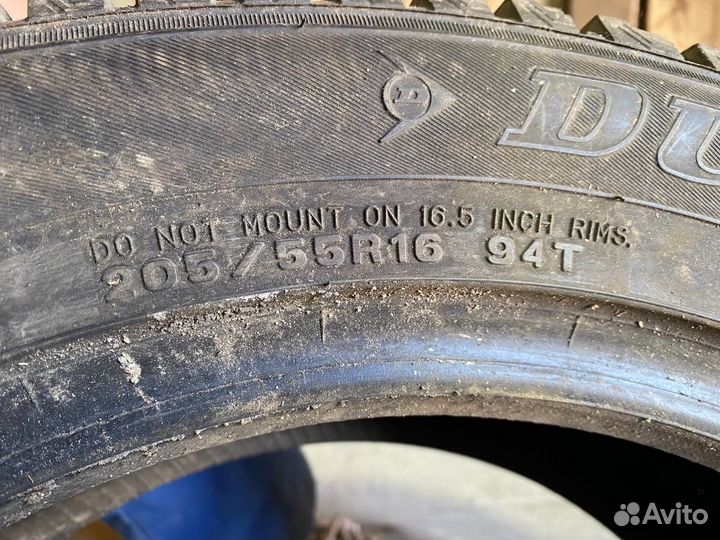 DU
DO NOT MOUNT ON 16.5 INCH RIMS.
205/55R16 94T
Avito